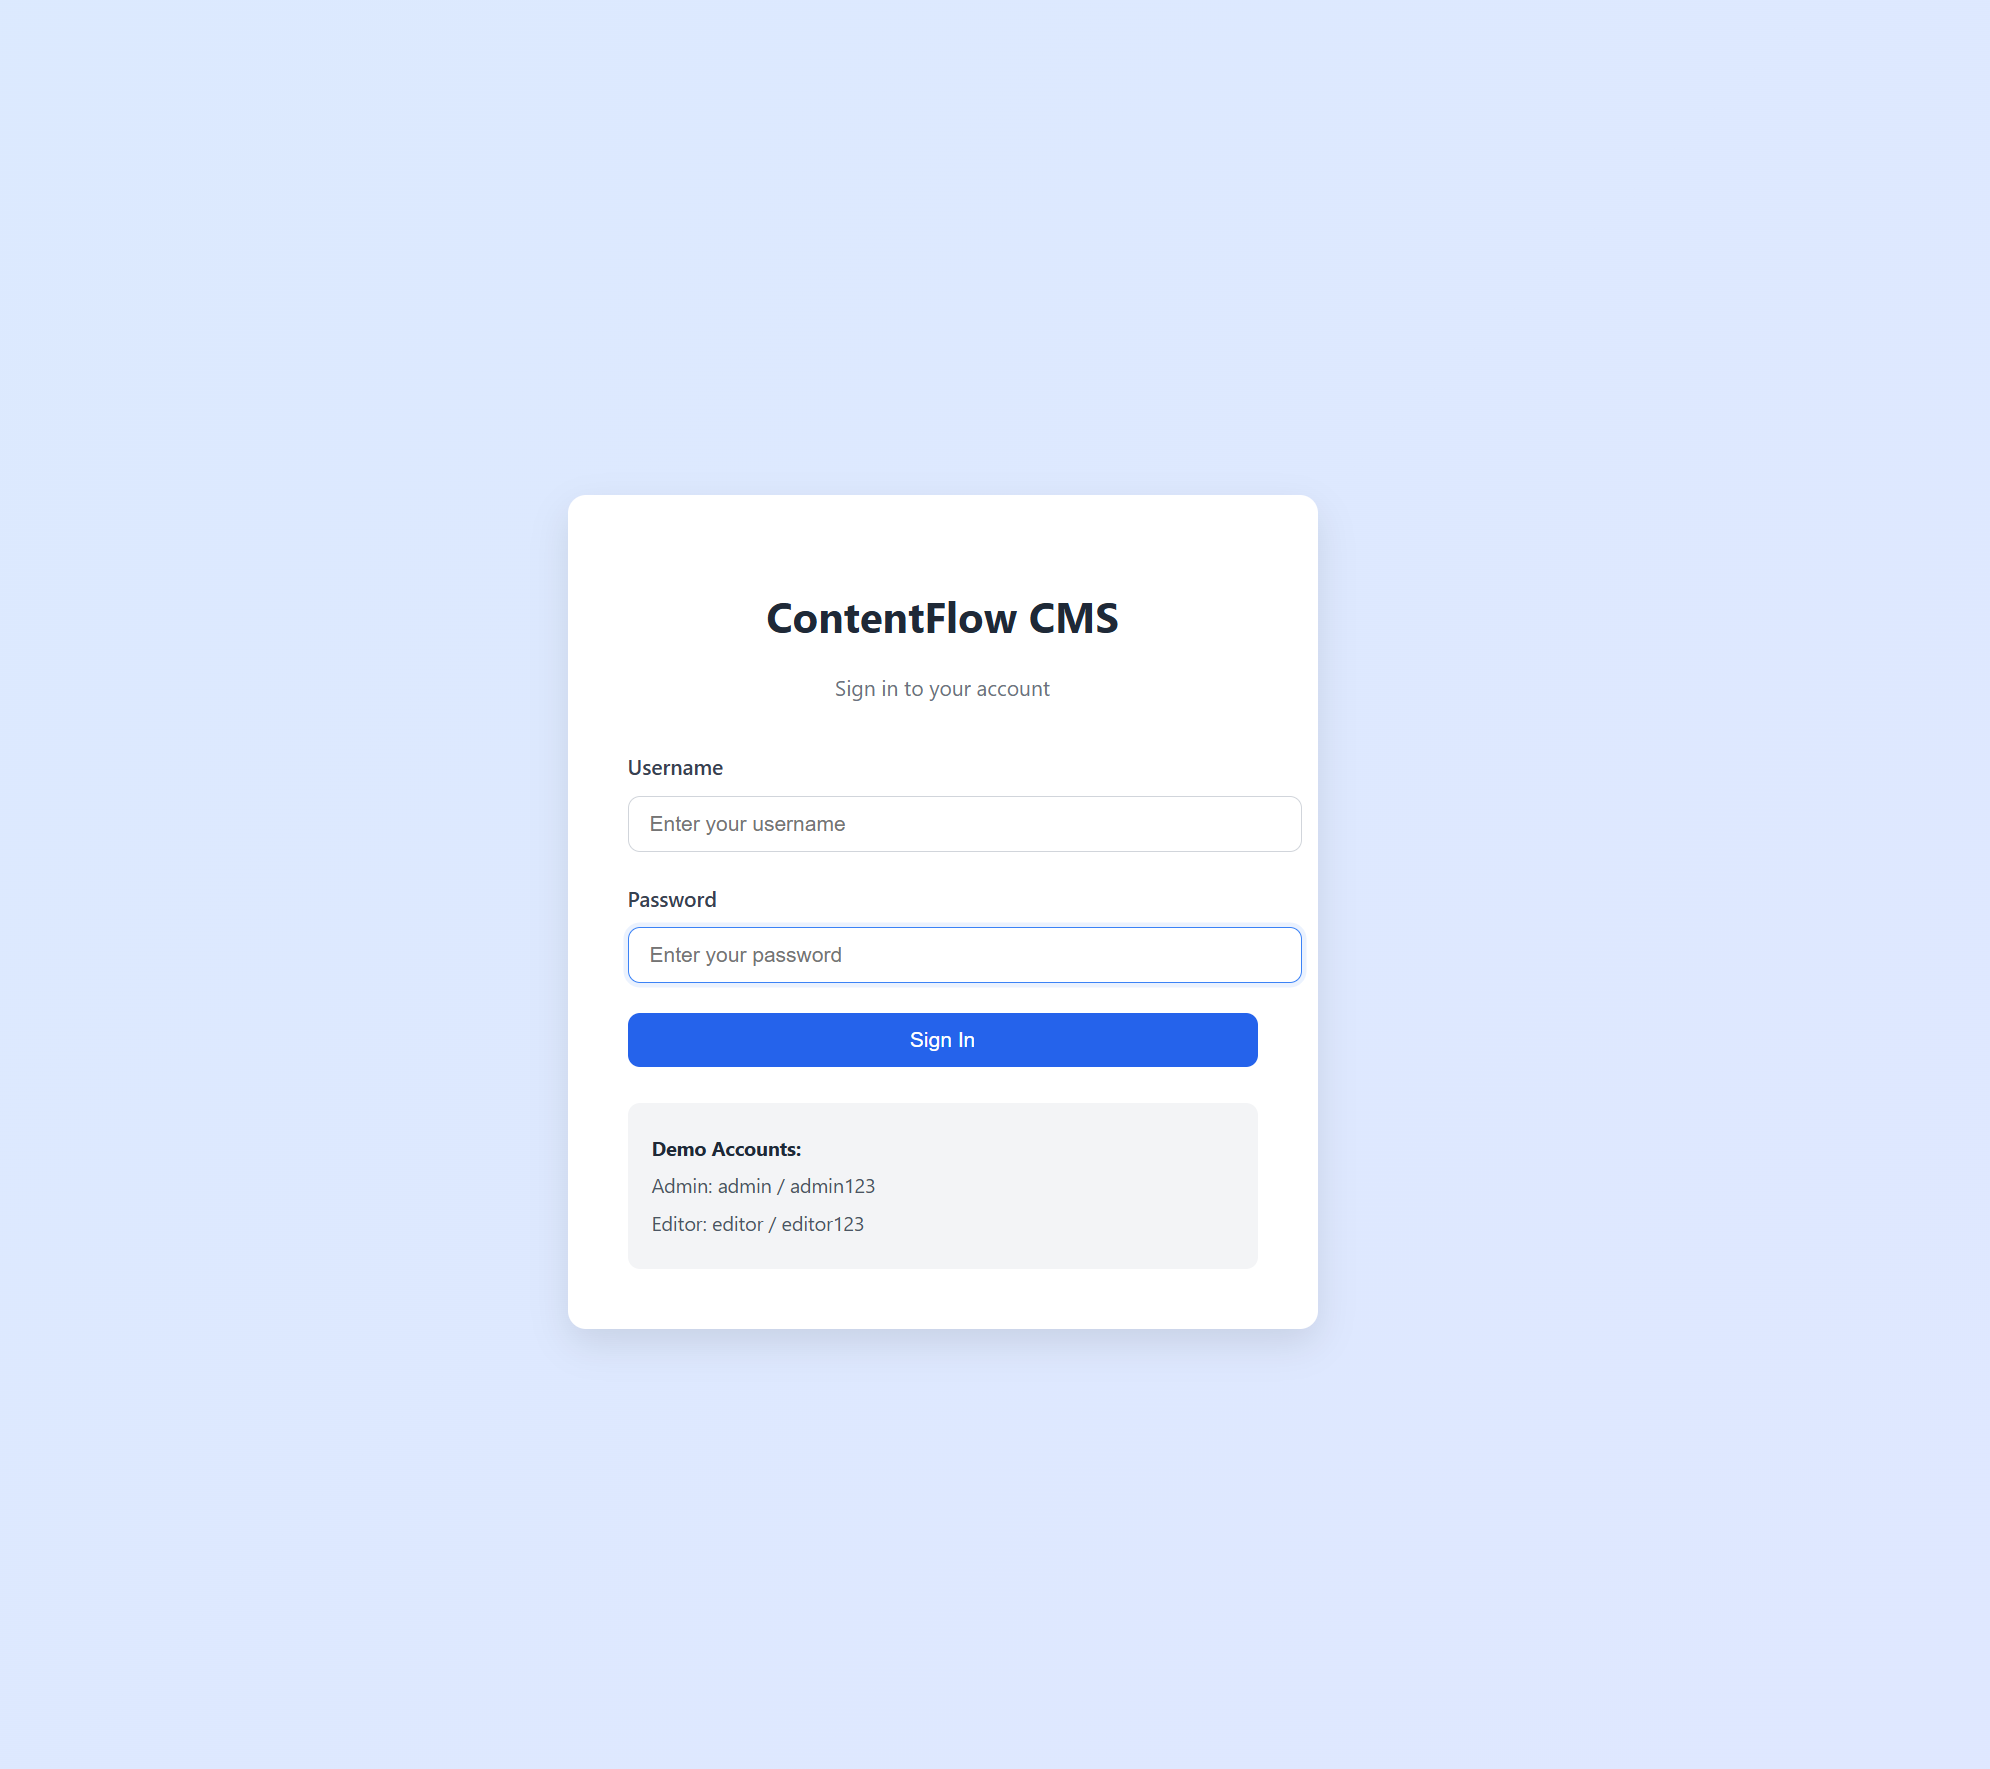 ContentFlow CMS
Sign in to your account
Username
Enter your username
Password
Enter your password
Sign In
Demo Accounts:
Admin: admin / admin123
Editor: editor / editor123